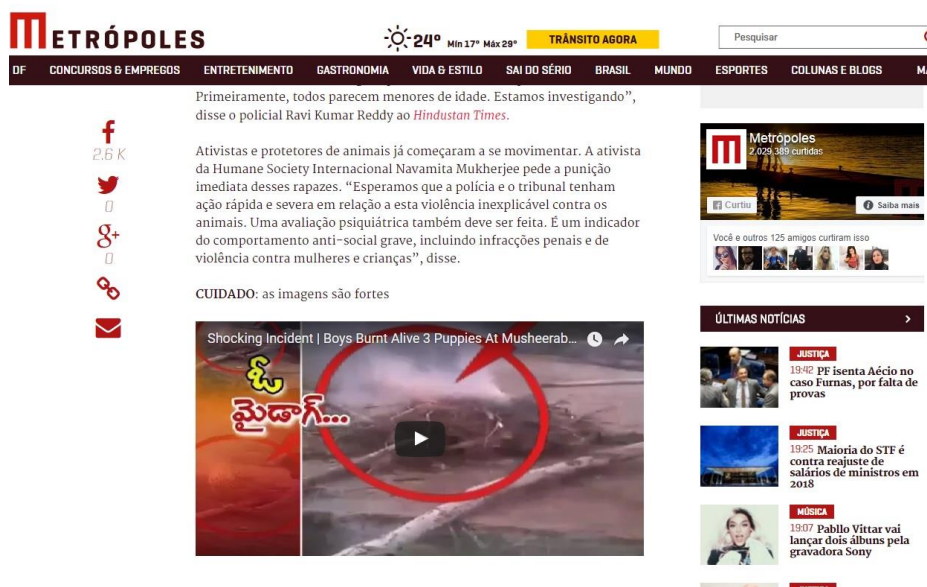 METRÓPOLES
24° Min 17° Máx 29°
TRÂNSITO AGORA
Pesquisar
DF CONCURSOS & EMPREGOS ENTRETENIMENTO GASTRONOMIA VIDA & ESTILO SAI DO SÉRIO BRASIL MUNDO ESPORTES COLUNAS E BLOGS
Primeiramente, todos parecem menores de idade. Estamos investigando”,
disse o policial Ravi Kumar Reddy ao Hindustan Times.
2.6 K
0
0
Ativistas e protetores de animais já começaram a se movimentar. A ativista
da Humane Society Internacional Navamita Mukherjee pede a punição
imediata desses rapazes. “Esperamos que a polícia e o tribunal tenham
ação rápida e severa em relação a esta violência inexplicável contra os
animais. Uma avaliação psiquiátrica também deve ser feita. É um indicador
do comportamento anti-social grave, incluindo infracções penais e de
violência contra mulheres e crianças”, disse.
CUIDADO: as imagens são fortes
Shocking Incident | Boys Burnt Alive 3 Puppies At Musheerab...
ఓ
మైడాగ్...
Metrópoles
2.029.389 curtidas
Curtiu
Saiba mais
Você e outros 125 amigos curtiram isso
ÚLTIMAS NOTÍCIAS
JUSTIÇA
19:42 PF isenta Aécio no
caso Furnas, por falta de
provas
JUSTIÇA
19:25 Maioria do STF é
contra reajuste de
salários de ministros em
2018
MÚSICA
19:07 Pabllo Vittar vai
lançar dois álbuns pela
gravadora Sony